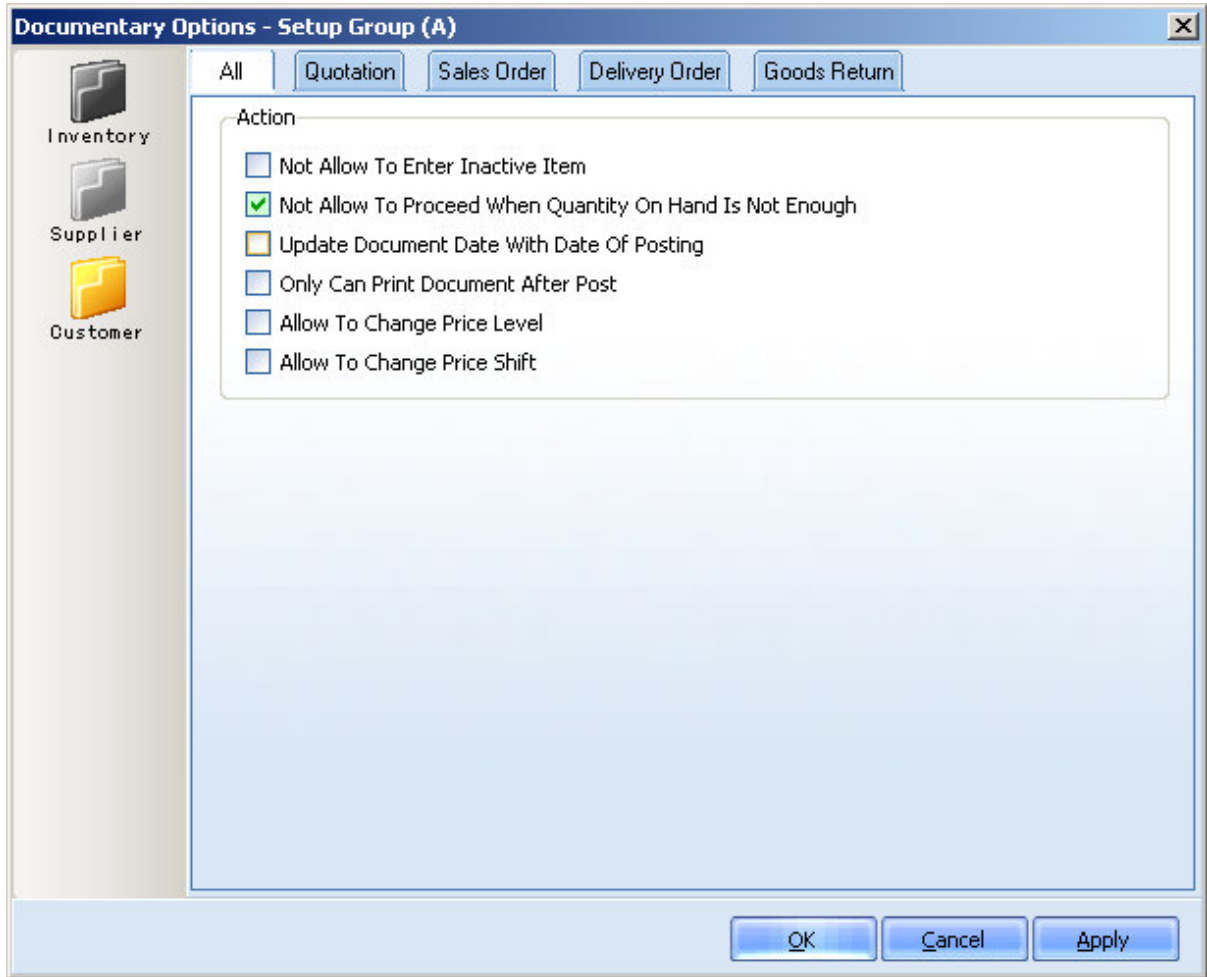 Documentary Options - Setup Group (A)
Inventory
Supplier
Customer
All
Quotation
Sales Order
Delivery Order
Goods Return
Action
Not Allow To Enter Inactive Item
Not Allow To Proceed When Quantity On Hand Is Not Enough
Update Document Date With Date Of Posting
Only Can Print Document After Post
Allow To Change Price Level
Allow To Change Price Shift
OK
Cancel
Apply